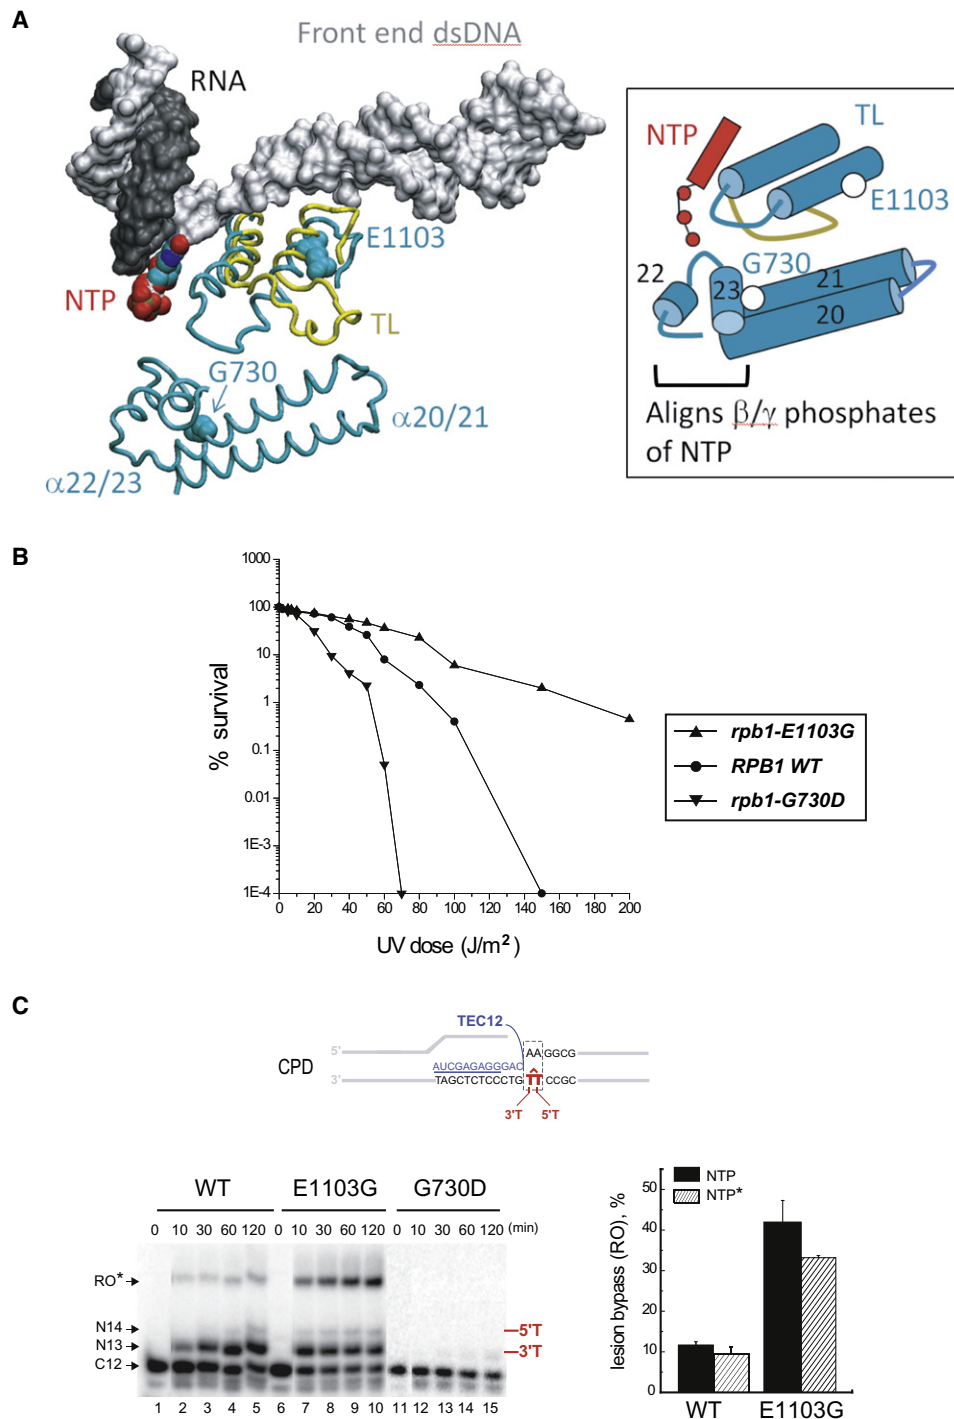 A
Front end dsDNA
RNA
NTP
E1103
TL
G730
α20/21
α22/23
NTP
TL
E1103
G730
22
23
21
20
Aligns β/γ phosphates
of NTP
B
1000
100
10
1
0.1
0.01
1E-3
1E-4
% survival
0 20 40 60 80 100 120 140 160 180 200
UV dose (J/m²)
rpb1-E1103G
RPB1 WT
rpb1-G730D
C
TEC12
CPD
5'
AA GGCG
AUCGAGAGGGAC
3'
TAGCTCTCCCTG TT CCGC
3'T 5'T
WT E1103G G730D
0 10 30 60 120 0 10 30 60 120 0 10 30 60 120 (min)
RO*
N14
N13
C12
5'T
3'T
1 2 3 4 5 6 7 8 9 10 11 12 13 14 15
NTP
NTP*
lesion bypass (RO), %
50
40
30
20
10
0
WT E1103G